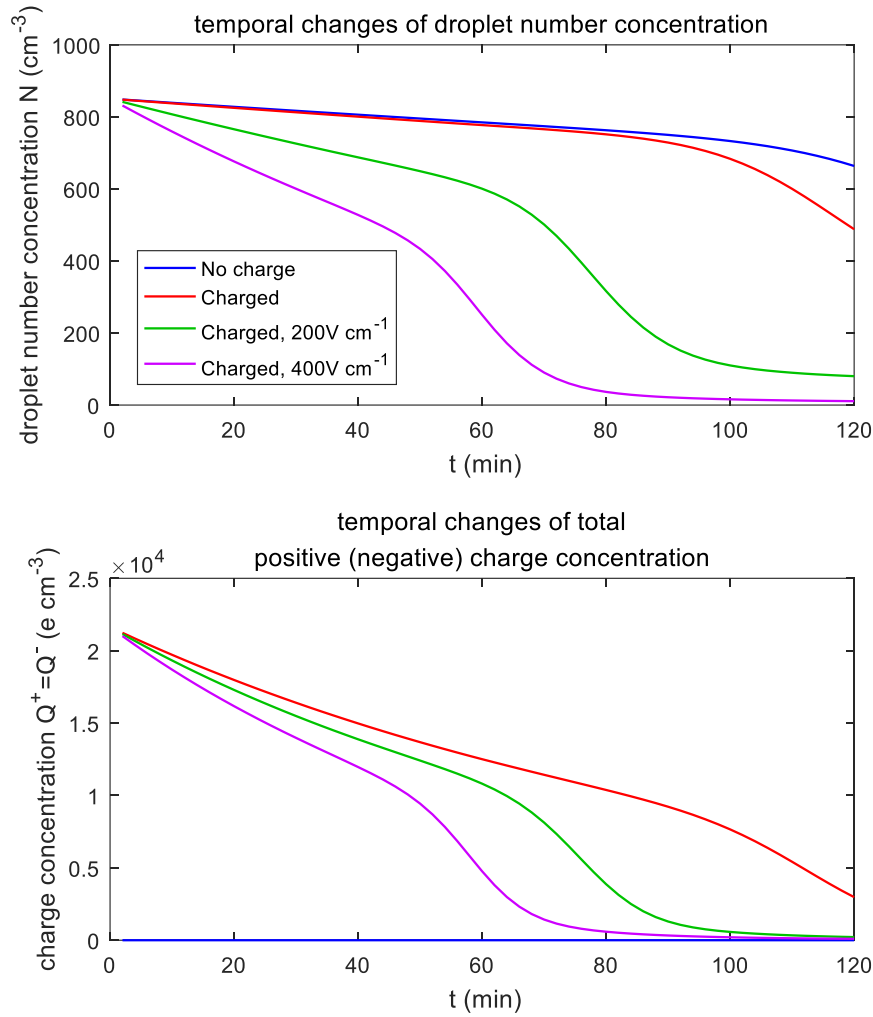 temporal changes of droplet number concentration
droplet number concentration N (cm⁻³)
1000
800
600
400
200
0
No charge
Charged
Charged, 200V cm⁻¹
Charged, 400V cm⁻¹
0 20 40 60 80 100 120
t (min)
temporal changes of total
positive (negative) charge concentration
×10⁴
charge concentration Q⁺=Q⁻ (e cm⁻³)
2.5
2
1.5
1
0.5
0
0 20 40 60 80 100 120
t (min)